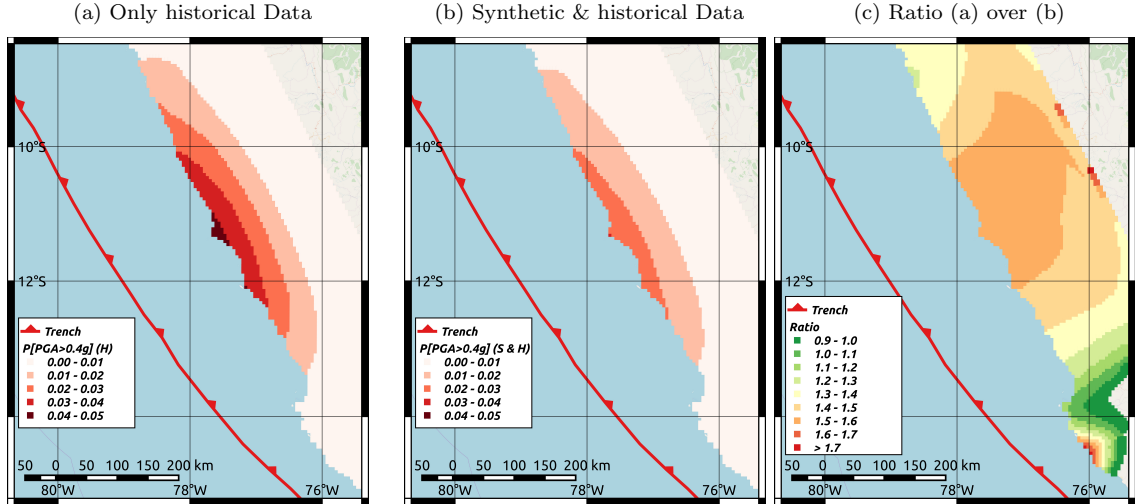 (a) Only historical Data
(b) Synthetic & historical Data
(c) Ratio (a) over (b)
10°S
12°S
Trench
P[PGA>0.4g] (H)
0.00 - 0.01
0.01 - 0.02
0.02 - 0.03
0.03 - 0.04
0.04 - 0.05
50 0 50 100 150 200 km
80°W 78°W 76°W
10°S
12°S
Trench
P[PGA>0.4g] (S & H)
0.00 - 0.01
0.01 - 0.02
0.02 - 0.03
0.03 - 0.04
0.04 - 0.05
50 0 50 100 150 200 km
80°W 78°W 76°W
10°S
12°S
Trench
Ratio
0.9 - 1.0
1.0 - 1.1
1.1 - 1.2
1.2 - 1.3
1.3 - 1.4
1.4 - 1.5
1.5 - 1.6
1.6 - 1.7
> 1.7
50 0 50 100 150 200 km
80°W 78°W 76°W